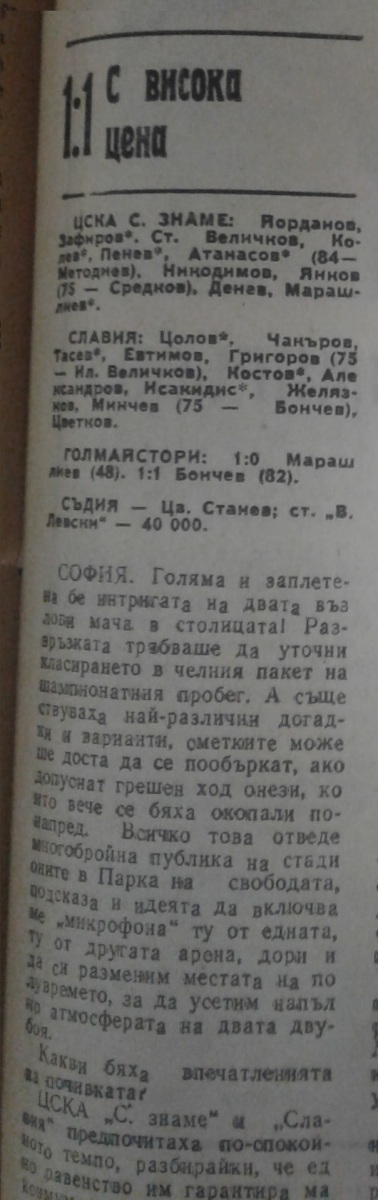 1:1 С висока
цена
ЦСКА С. ЗНАМЕ: Йорданов,
Зафиров*, Ст. Величков, Ко-
лев*, Пенев*, Атанасов* (84—
Методиев), Никодимов, Янков
(75 — Средков), Денев, Мараш-
лиев*.
СЛАВИЯ: Цолов*, Чакъров,
Тасев*, Евтимов, Григоров (75
— Ил. Величков), Костов*, Але
ксандров, Исакидис*, Желяз-
ков, Минчев (75 — Бончев),
Цветков.
ГОЛМАЙСТОРИ: 1:0 Мараш
лиев (48). 1:1 Бончев (82).
СЪДИЯ — Цв. Станев; ст. „В.
Левски" — 40 000.
СОФИЯ. Голяма и заплете-
на бе интригата на двата въз
лови мача в столицата! Раз-
връзката трябваше да уточни
класирането в челния пакет на
шампионатния пробег. А съще
ствуваха най-различни догад-
ки и варианти, сметките може
ше доста да се пообъркат, ако
допуснат грешен ход онези, ко
ито вече се бяха окопали по-
напред. Всичко това отведе
многобройна публика на стади
оните в Парка на свободата,
подсказа и идеята да включва
ме „микрофона" ту от едната,
ту от другата арена, дори и
да си разменим местата на по
лувремето, за да усетим напъл
но атмосферата на двата дву-
боя.
Какви бяха впечатленията
на почивката?
ЦСКА „С. знаме" и „Сла-
вия" предпочитаха по-спокой-
ното темпо, разбирайки, че ед
но равенство им гарантира ма